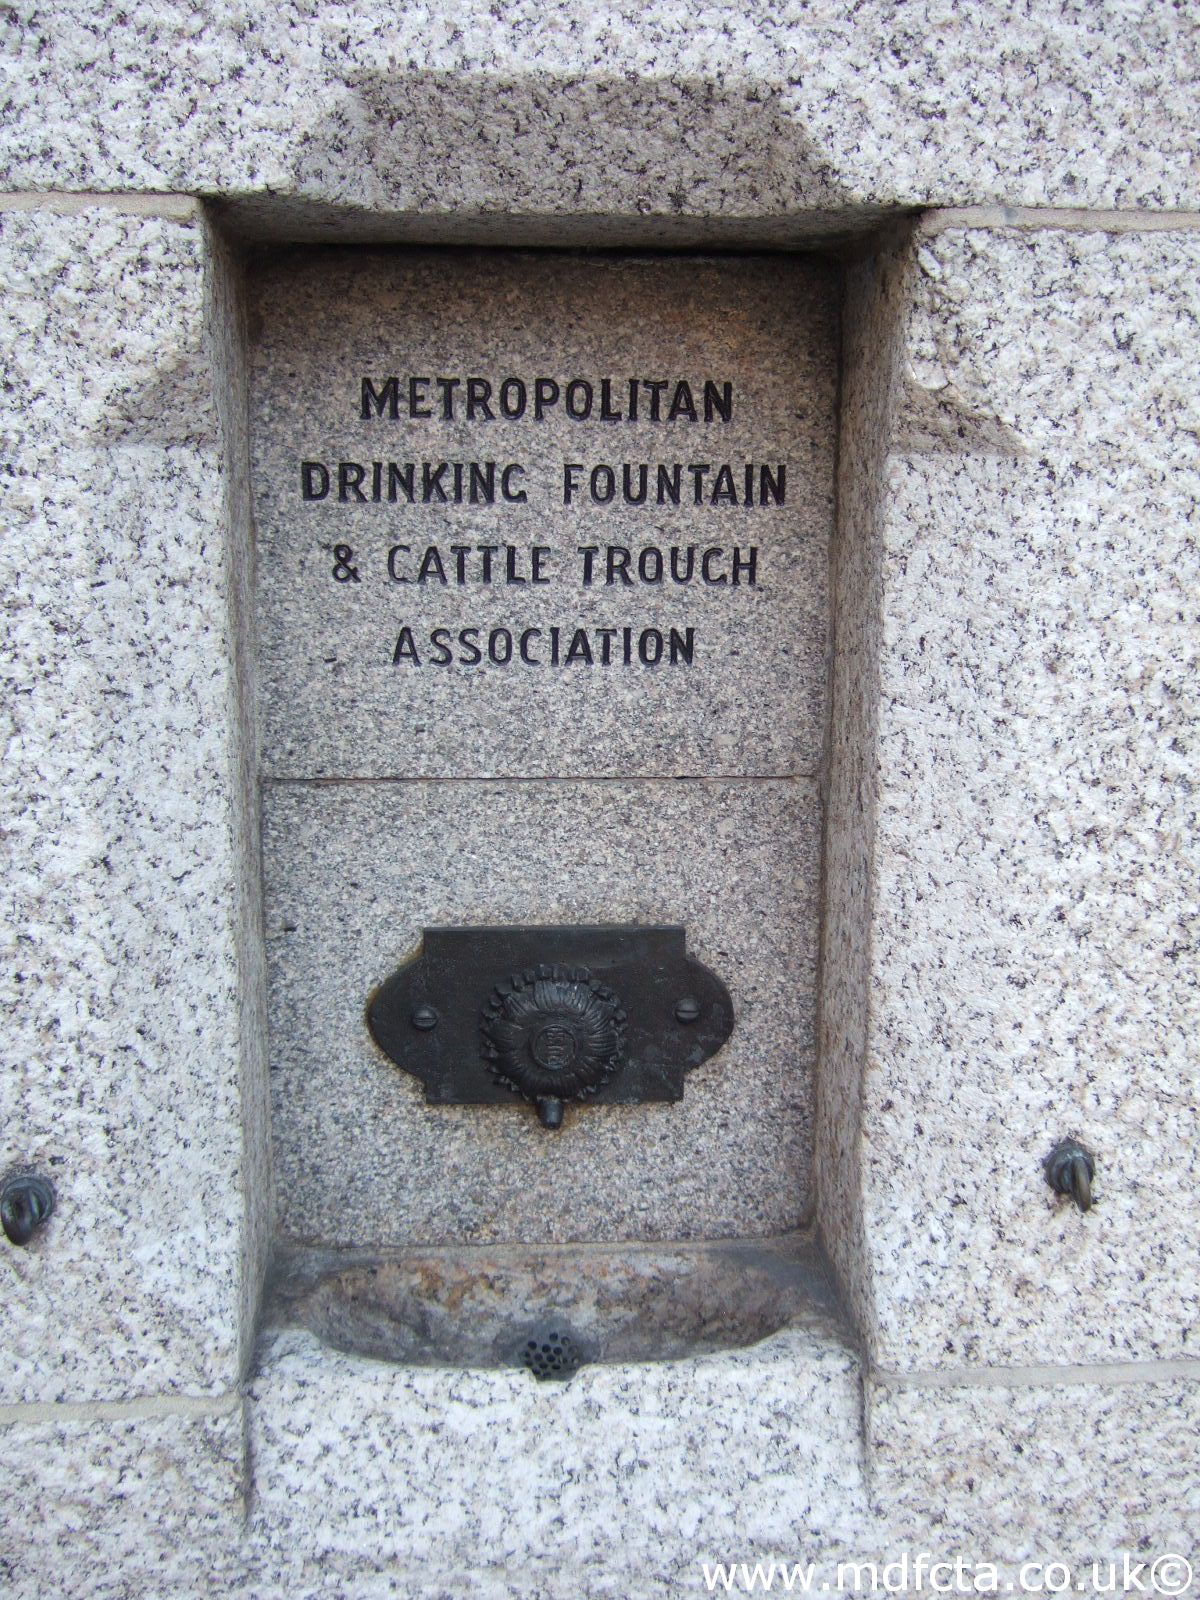 METROPOLITAN
DRINKING FOUNTAIN
& CATTLE TROUGH
ASSOCIATION
www.mdfcta.co.uk©